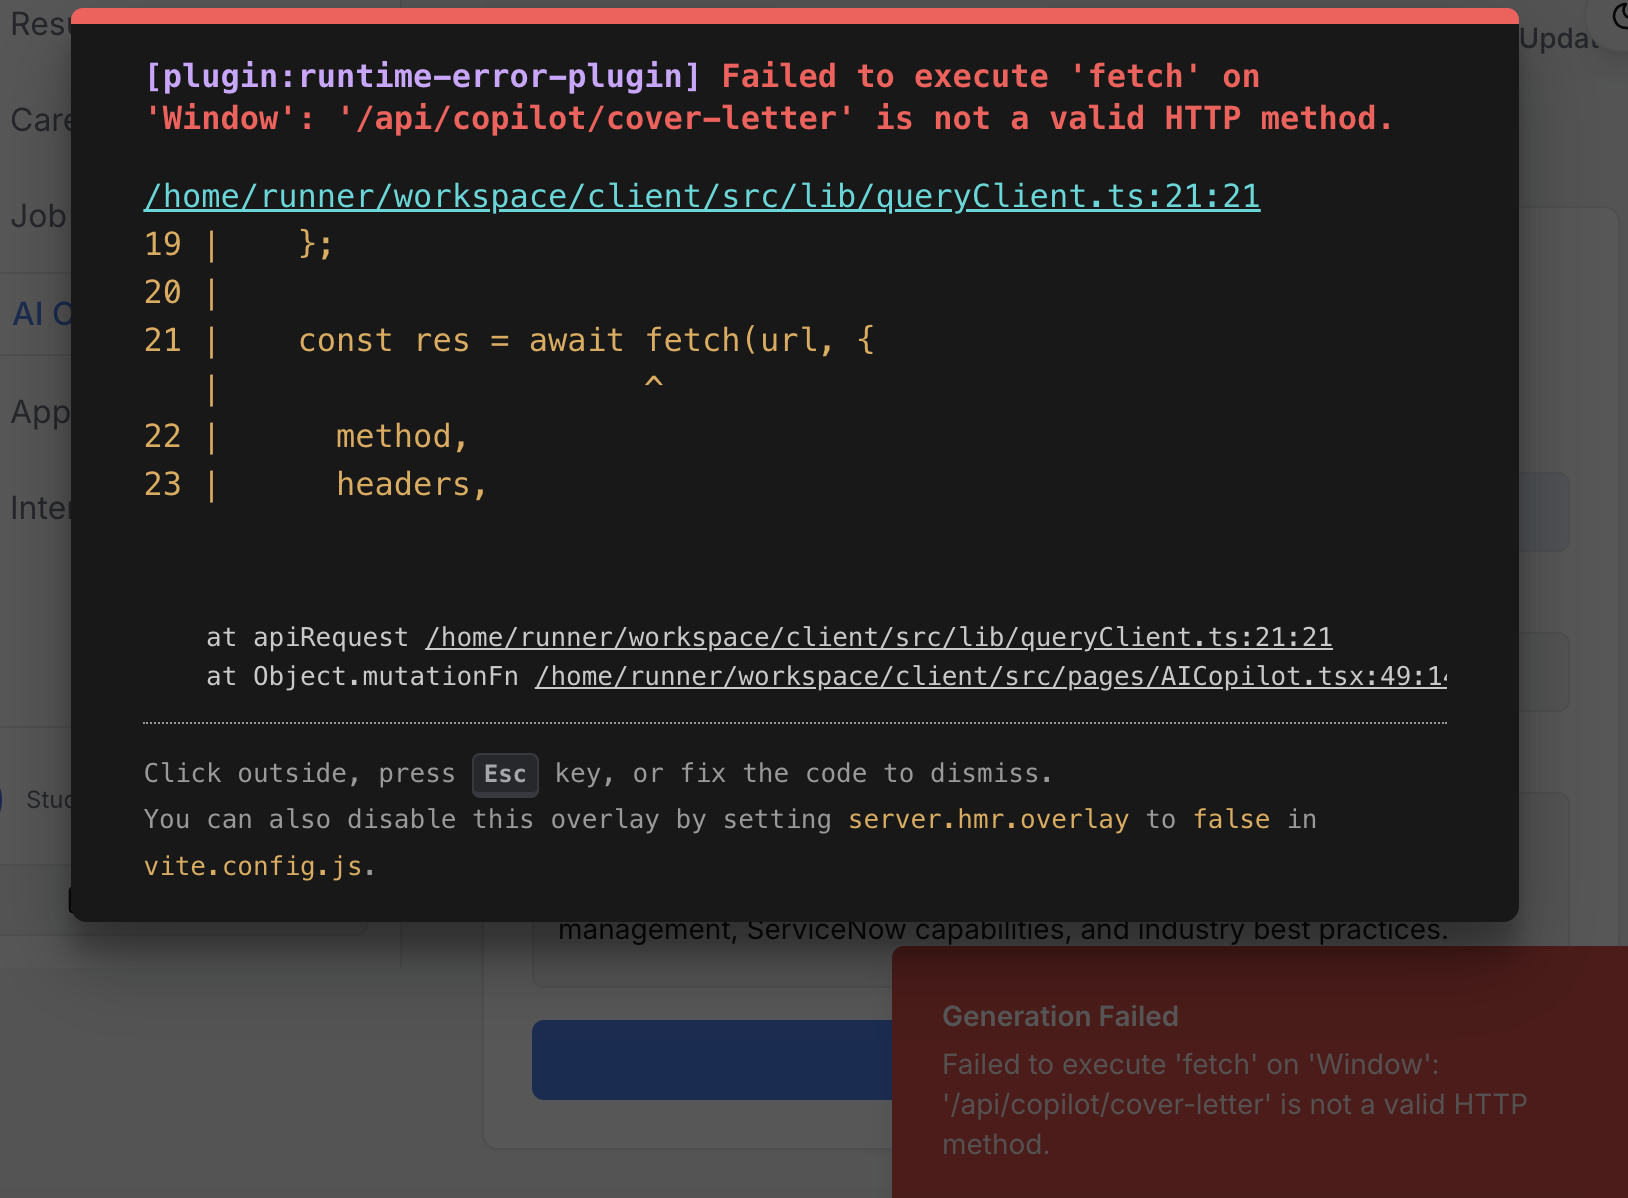 Updat
[plugin:runtime-error-plugin] Failed to execute 'fetch' on
'Window': '/api/copilot/cover-letter' is not a valid HTTP method.
/home/runner/workspace/client/src/lib/queryClient.ts:21:21
19 |    };
20 |
21 |    const res = await fetch(url, {
   |                      ^
22 |      method,
23 |      headers,
at apiRequest /home/runner/workspace/client/src/lib/queryClient.ts:21:21
at Object.mutationFn /home/runner/workspace/client/src/pages/AICopilot.tsx:49:14
Click outside, press Esc key, or fix the code to dismiss.
You can also disable this overlay by setting server.hmr.overlay to false in
vite.config.js.
Res
Care
Job
AI C
App
Inter
Stud
management, ServiceNow capabilities, and industry best practices.
Generation Failed
Failed to execute 'fetch' on 'Window':
'/api/copilot/cover-letter' is not a valid HTTP
method.